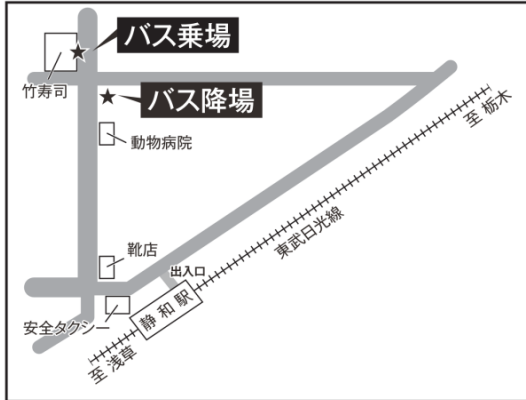 バス乗場
竹寿司
バス降場
動物病院
至 栃木
東武日光線
靴店
出入口
静和駅
安全タクシー
至 浅草